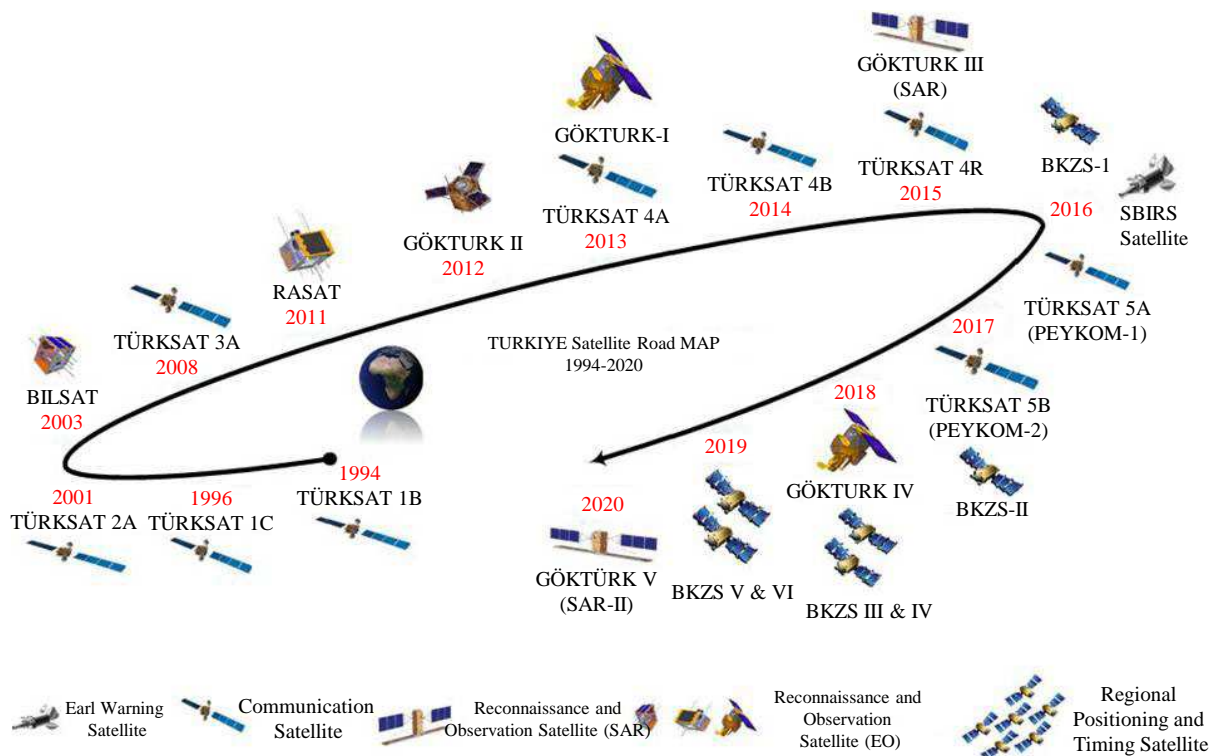 GÖKTURK III
(SAR)
GÖKTURK-I
BKZS-1
TÜRKSAT 4B
2014
TÜRKSAT 4R
2015
2016
SBIRS
Satellite
TÜRKSAT 4A
2013
GÖKTURK II
2012
RASAT
2011
TÜRKSAT 3A
2008
BILSAT
2003
TURKIYE Satellite Road MAP
1994-2020
TÜRKSAT 5A
(PEYKOM-1)
2017
TÜRKSAT 5B
(PEYKOM-2)
2018
2019
GÖKTURK IV
BKZS-II
1994
TÜRKSAT 1B
1996
TÜRKSAT 1C
2001
TÜRKSAT 2A
2020
GÖKTÜRK V
(SAR-II)
BKZS V & VI
BKZS III & IV
Earl Warning
Satellite
Communication
Satellite
Reconnaissance and
Observation Satellite (SAR)
Reconnaissance and
Observation
Satellite (EO)
Regional
Positioning and
Timing Satellite